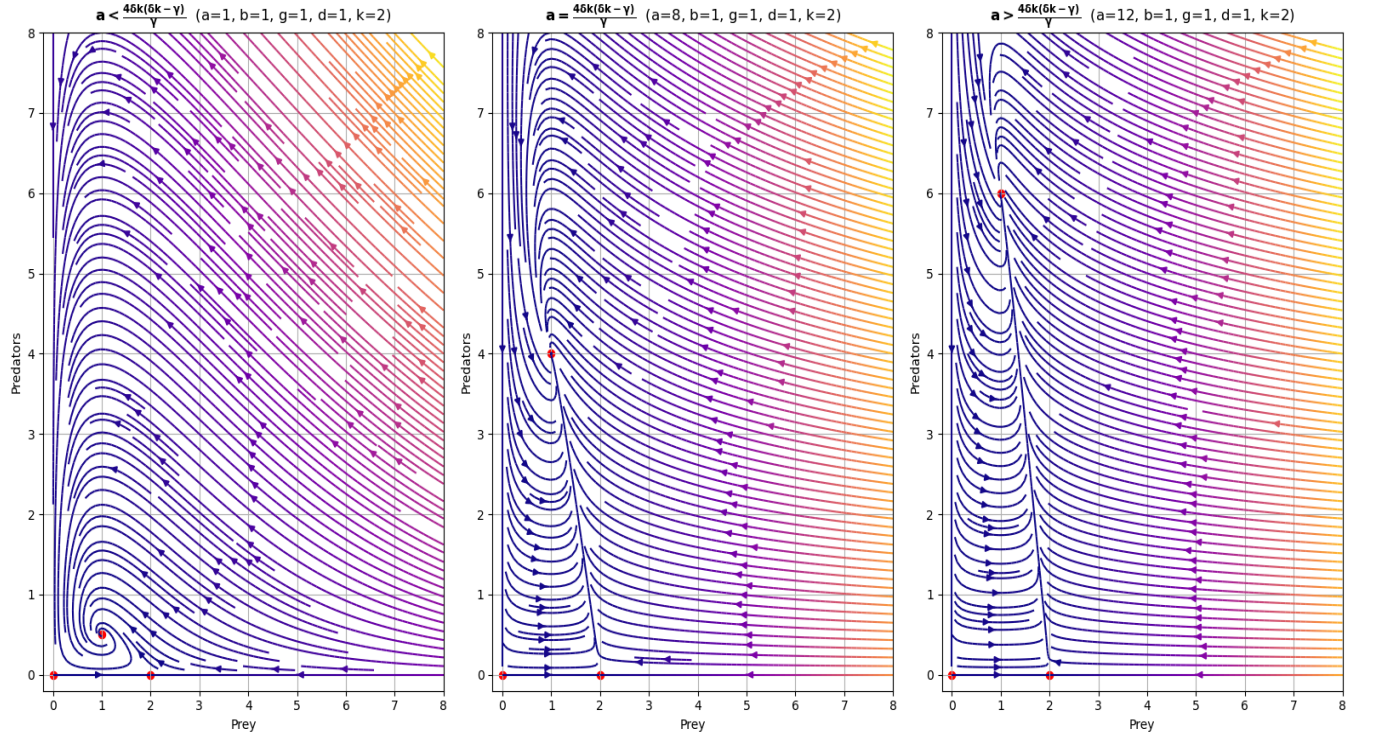 a < 4δk(δk − γ)/γ (a=1, b=1, g=1, d=1, k=2)
8
7
6
5
4
3
2
1
0
Predators
0 1 2 3 4 5 6 7 8
Prey
a = 4δk(δk − γ)/γ (a=8, b=1, g=1, d=1, k=2)
8
7
6
5
4
3
2
1
0
Predators
0 1 2 3 4 5 6 7 8
Prey
a > 4δk(δk − γ)/γ (a=12, b=1, g=1, d=1, k=2)
8
7
6
5
4
3
2
1
0
Predators
0 1 2 3 4 5 6 7 8
Prey